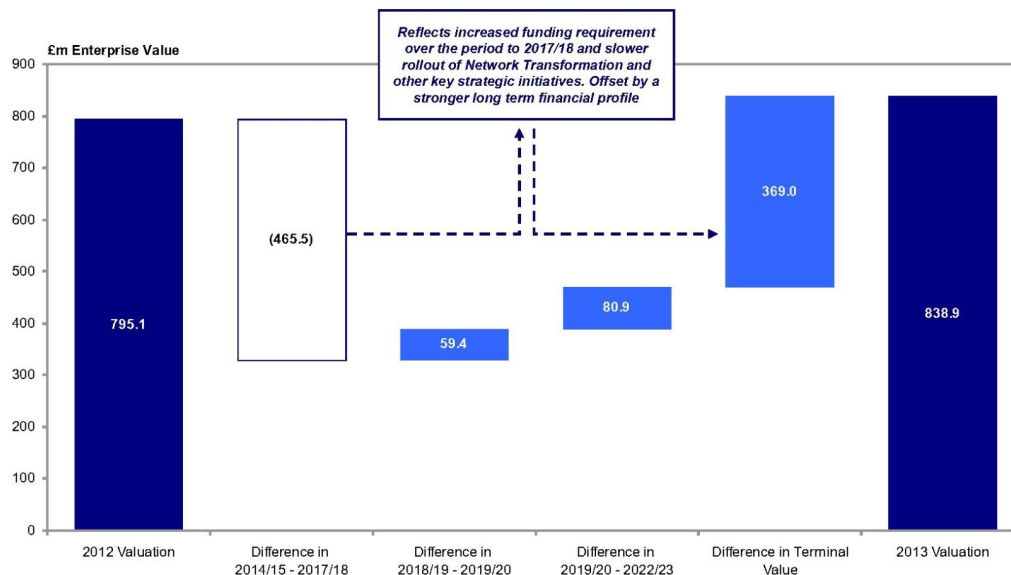 Reflects increased funding requirement
over the period to 2017/18 and slower
rollout of Network Transformation and
other key strategic initiatives. Offset by a
stronger long term financial profile
£m Enterprise Value
900
800
700
600
500
400
300
200
100
0
795.1
(465.5)
59.4
80.9
369.0
838.9
2012 Valuation
Difference in
2014/15 - 2017/18
Difference in
2018/19 - 2019/20
Difference in
2019/20 - 2022/23
Difference in Terminal
Value
2013 Valuation